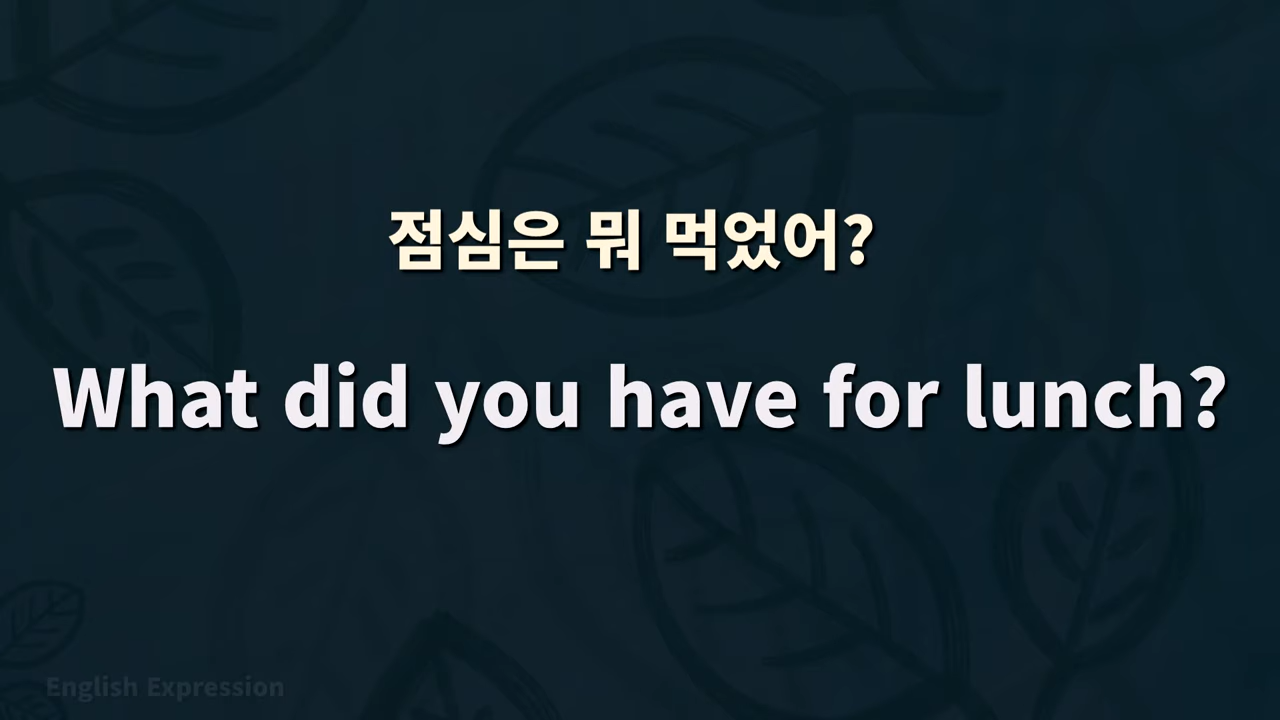 점심은 뭐 먹었어?
What did you have for lunch?
English Expression